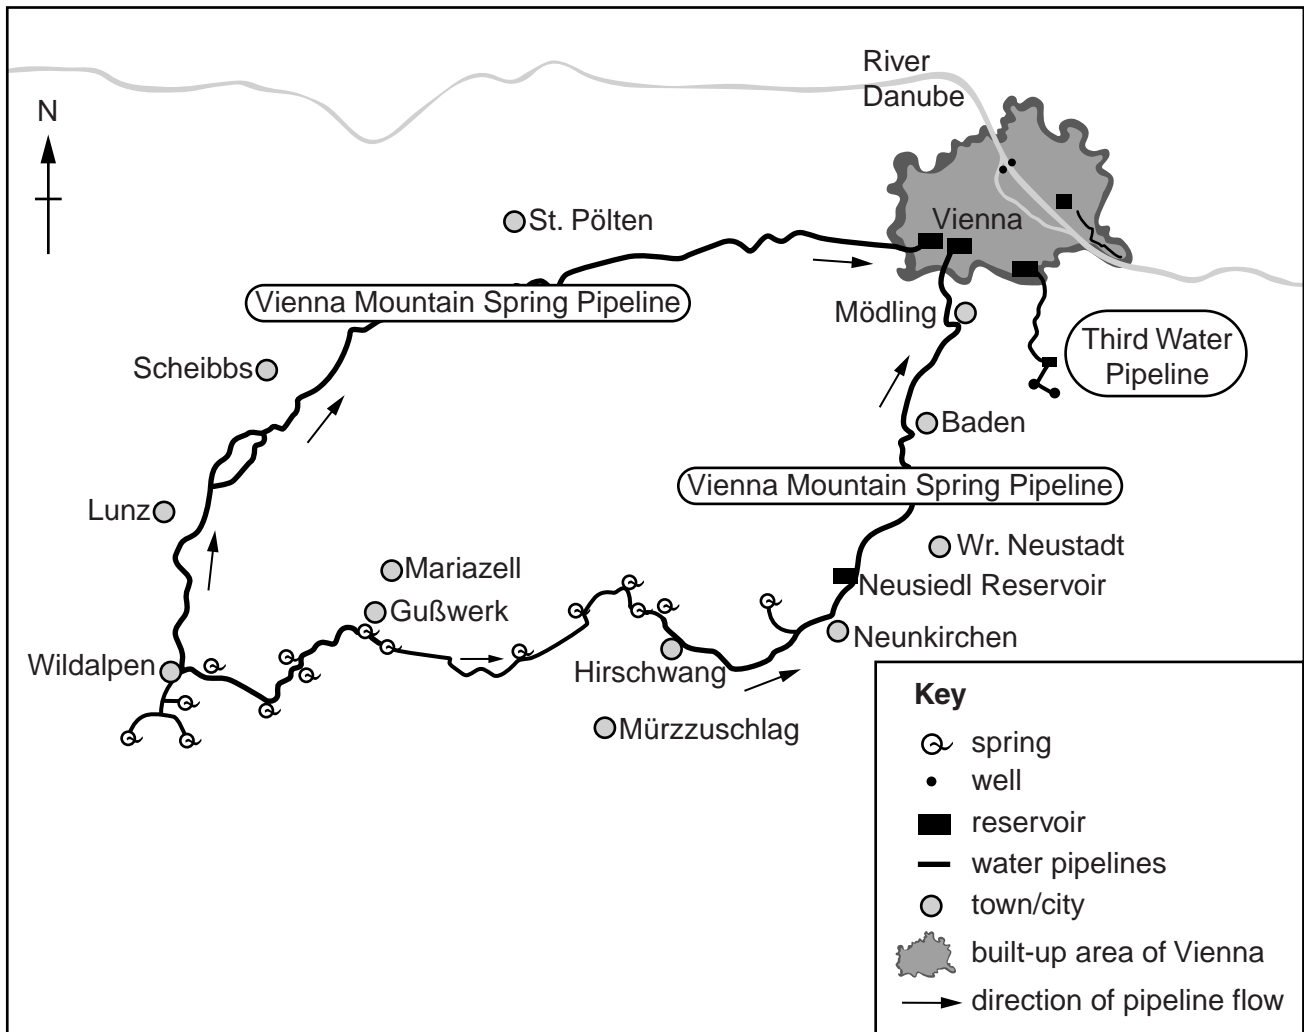 River
Danube
N
St. Pölten
Vienna
Vienna Mountain Spring Pipeline
Mödling
Third Water
Pipeline
Scheibbs
Baden
Vienna Mountain Spring Pipeline
Lunz
Wr. Neustadt
Mariazell
Neusiedl Reservoir
Gußwerk
Neunkirchen
Wildalpen
Hirschwang
Mürzzuschlag
Key
spring
well
reservoir
water pipelines
town/city
built-up area of Vienna
direction of pipeline flow